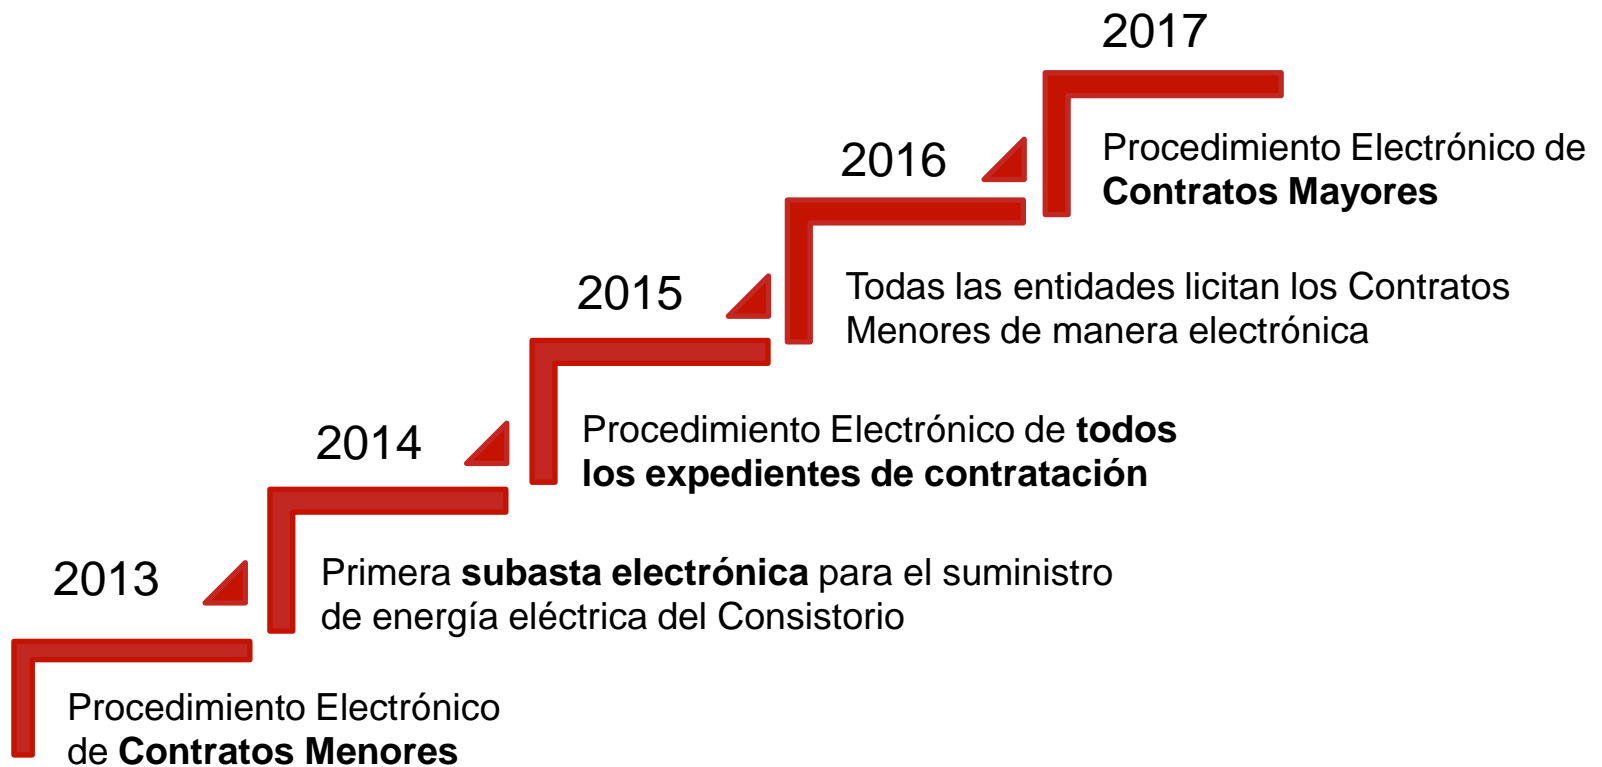 2017
Procedimiento Electrónico de
Contratos Mayores
2016
Todas las entidades licitan los Contratos
Menores de manera electrónica
2015
Procedimiento Electrónico de todos
los expedientes de contratación
2014
Primera subasta electrónica para el suministro
de energía eléctrica del Consistorio
2013
Procedimiento Electrónico
de Contratos Menores